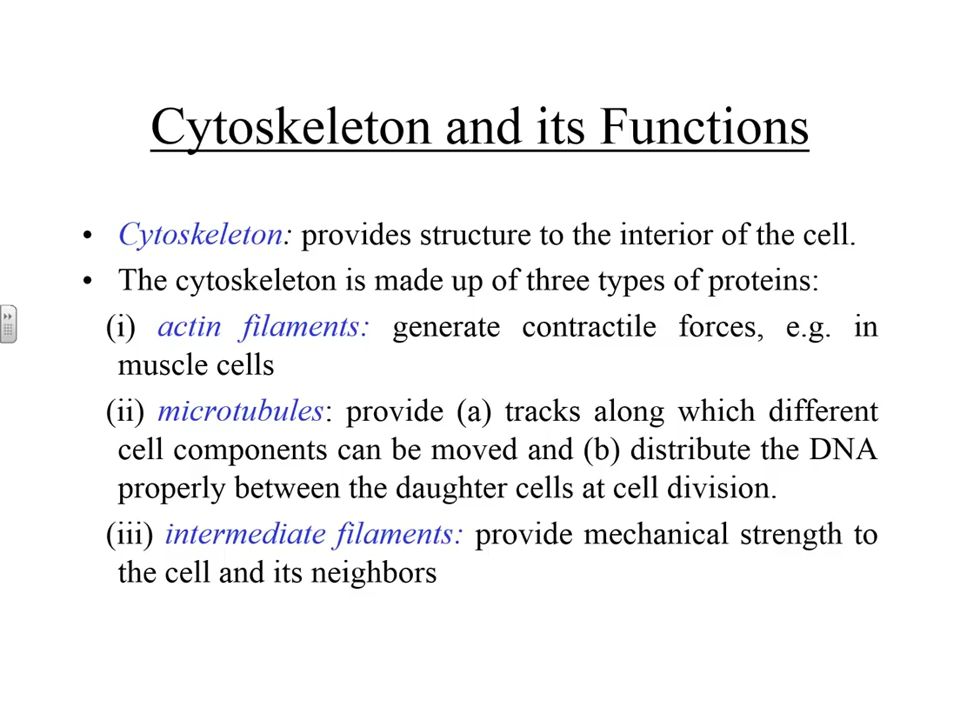 Cytoskeleton and its Functions
• Cytoskeleton: provides structure to the interior of the cell.
• The cytoskeleton is made up of three types of proteins:
(i) actin filaments: generate contractile forces, e.g. in
muscle cells
(ii) microtubules: provide (a) tracks along which different
cell components can be moved and (b) distribute the DNA
properly between the daughter cells at cell division.
(iii) intermediate filaments: provide mechanical strength to
the cell and its neighbors